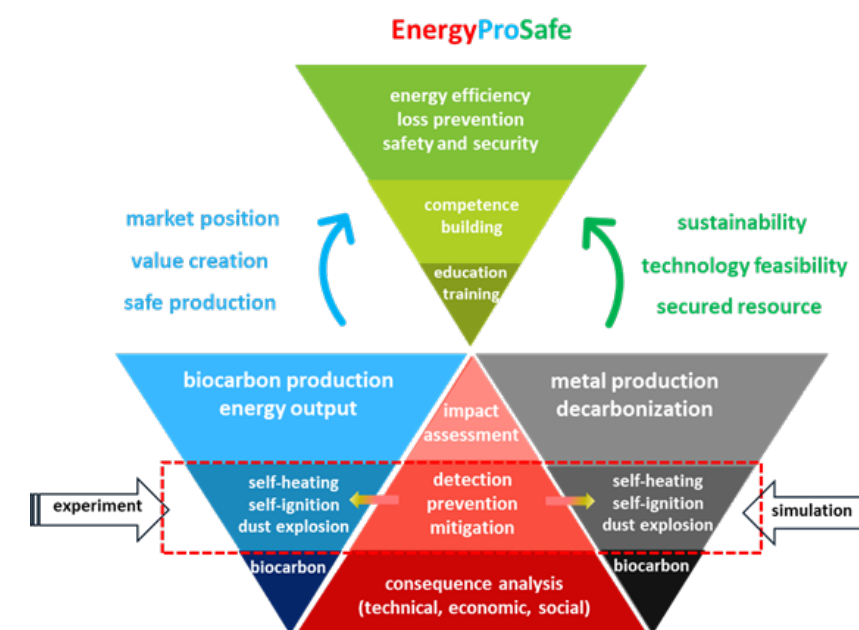 EnergyProSafe
energy efficiency
loss prevention
safety and security
competence
building
education
training
market position
value creation
safe production
sustainability
technology feasibility
secured resource
biocarbon production
energy output
impact
assessment
metal production
decarbonization
experiment
self-heating
self-ignition
dust explosion
detection
prevention
mitigation
self-heating
self-ignition
dust explosion
simulation
biocarbon
consequence analysis
(technical, economic, social)
biocarbon